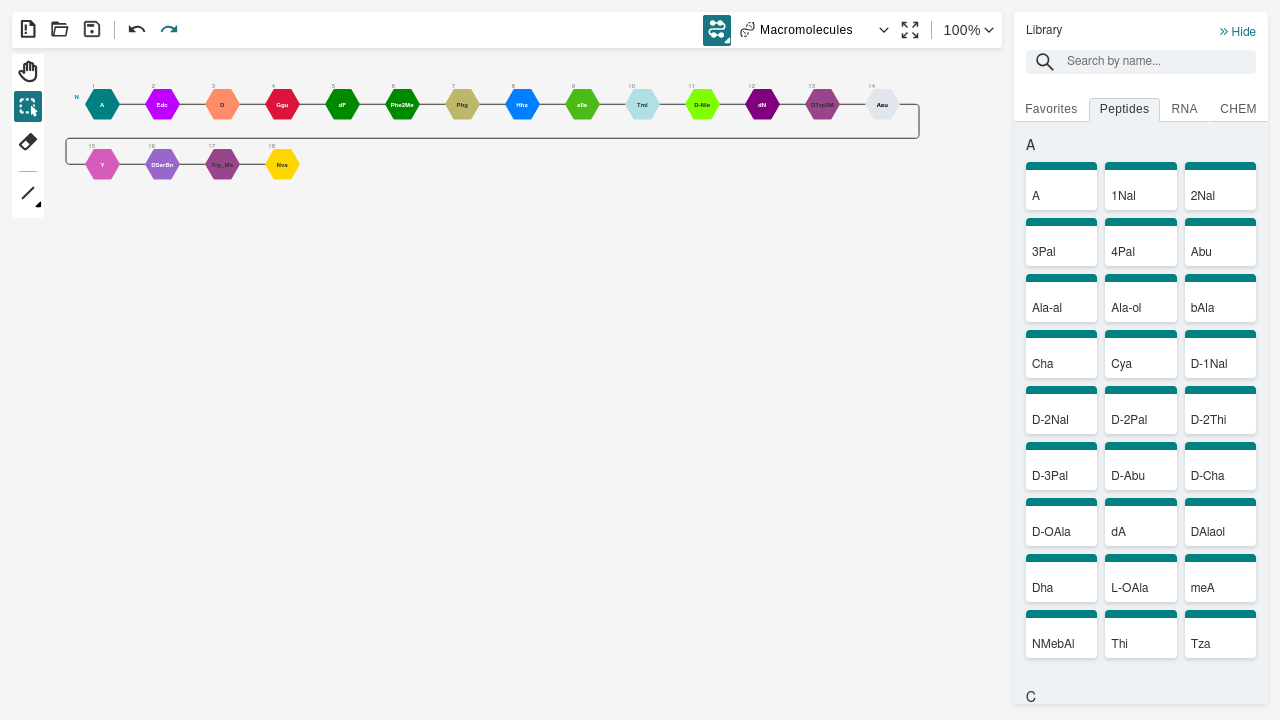 Macromolecules
100%
1 2 3 4 5 6 7 8 9 10 11 12 13 14
N A Edc D Ggu dF Phe2Me Phg Hhs aIle Tml D-Nle dN DTrp2M Asu
15 16 17 18
Y DSerBn Trp_Me Nva
Library
Hide
Search by name...
Favorites Peptides RNA CHEM
A
A 1Nal 2Nal
3Pal 4Pal Abu
Ala-al Ala-ol bAla
Cha Cya D-1Nal
D-2Nal D-2Pal D-2Thi
D-3Pal D-Abu D-Cha
D-OAla dA DAlaol
Dha L-OAla meA
NMebAl Thi Tza
C